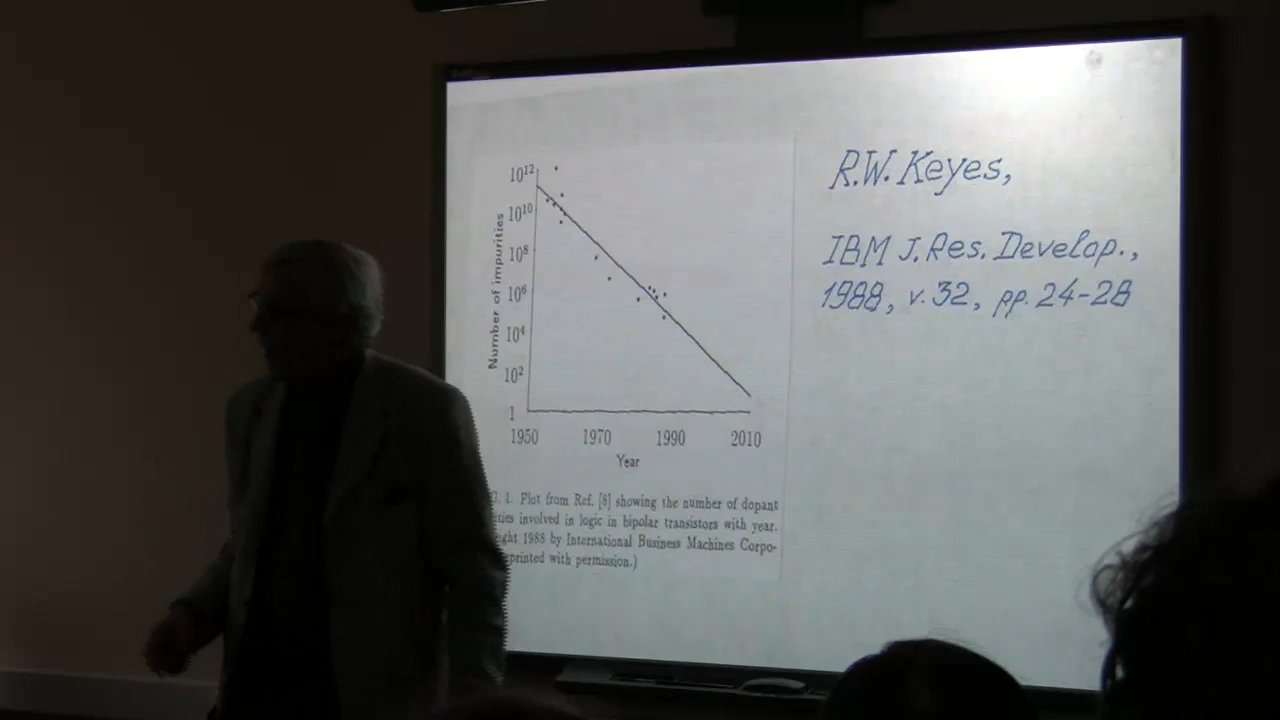 10¹²
10¹⁰
10⁸
10⁶
10⁴
10²
1
Number of impurities
1950 1970 1990 2010
Year
1. Plot from Ref. [8] showing the number of dopant
involved in logic in bipolar transistors with year.
1988 by International Business Machines Corpo-
with permission.)
R.W. Keyes,
IBM J. Res. Develop.,
1988, v. 32, pp. 24-28